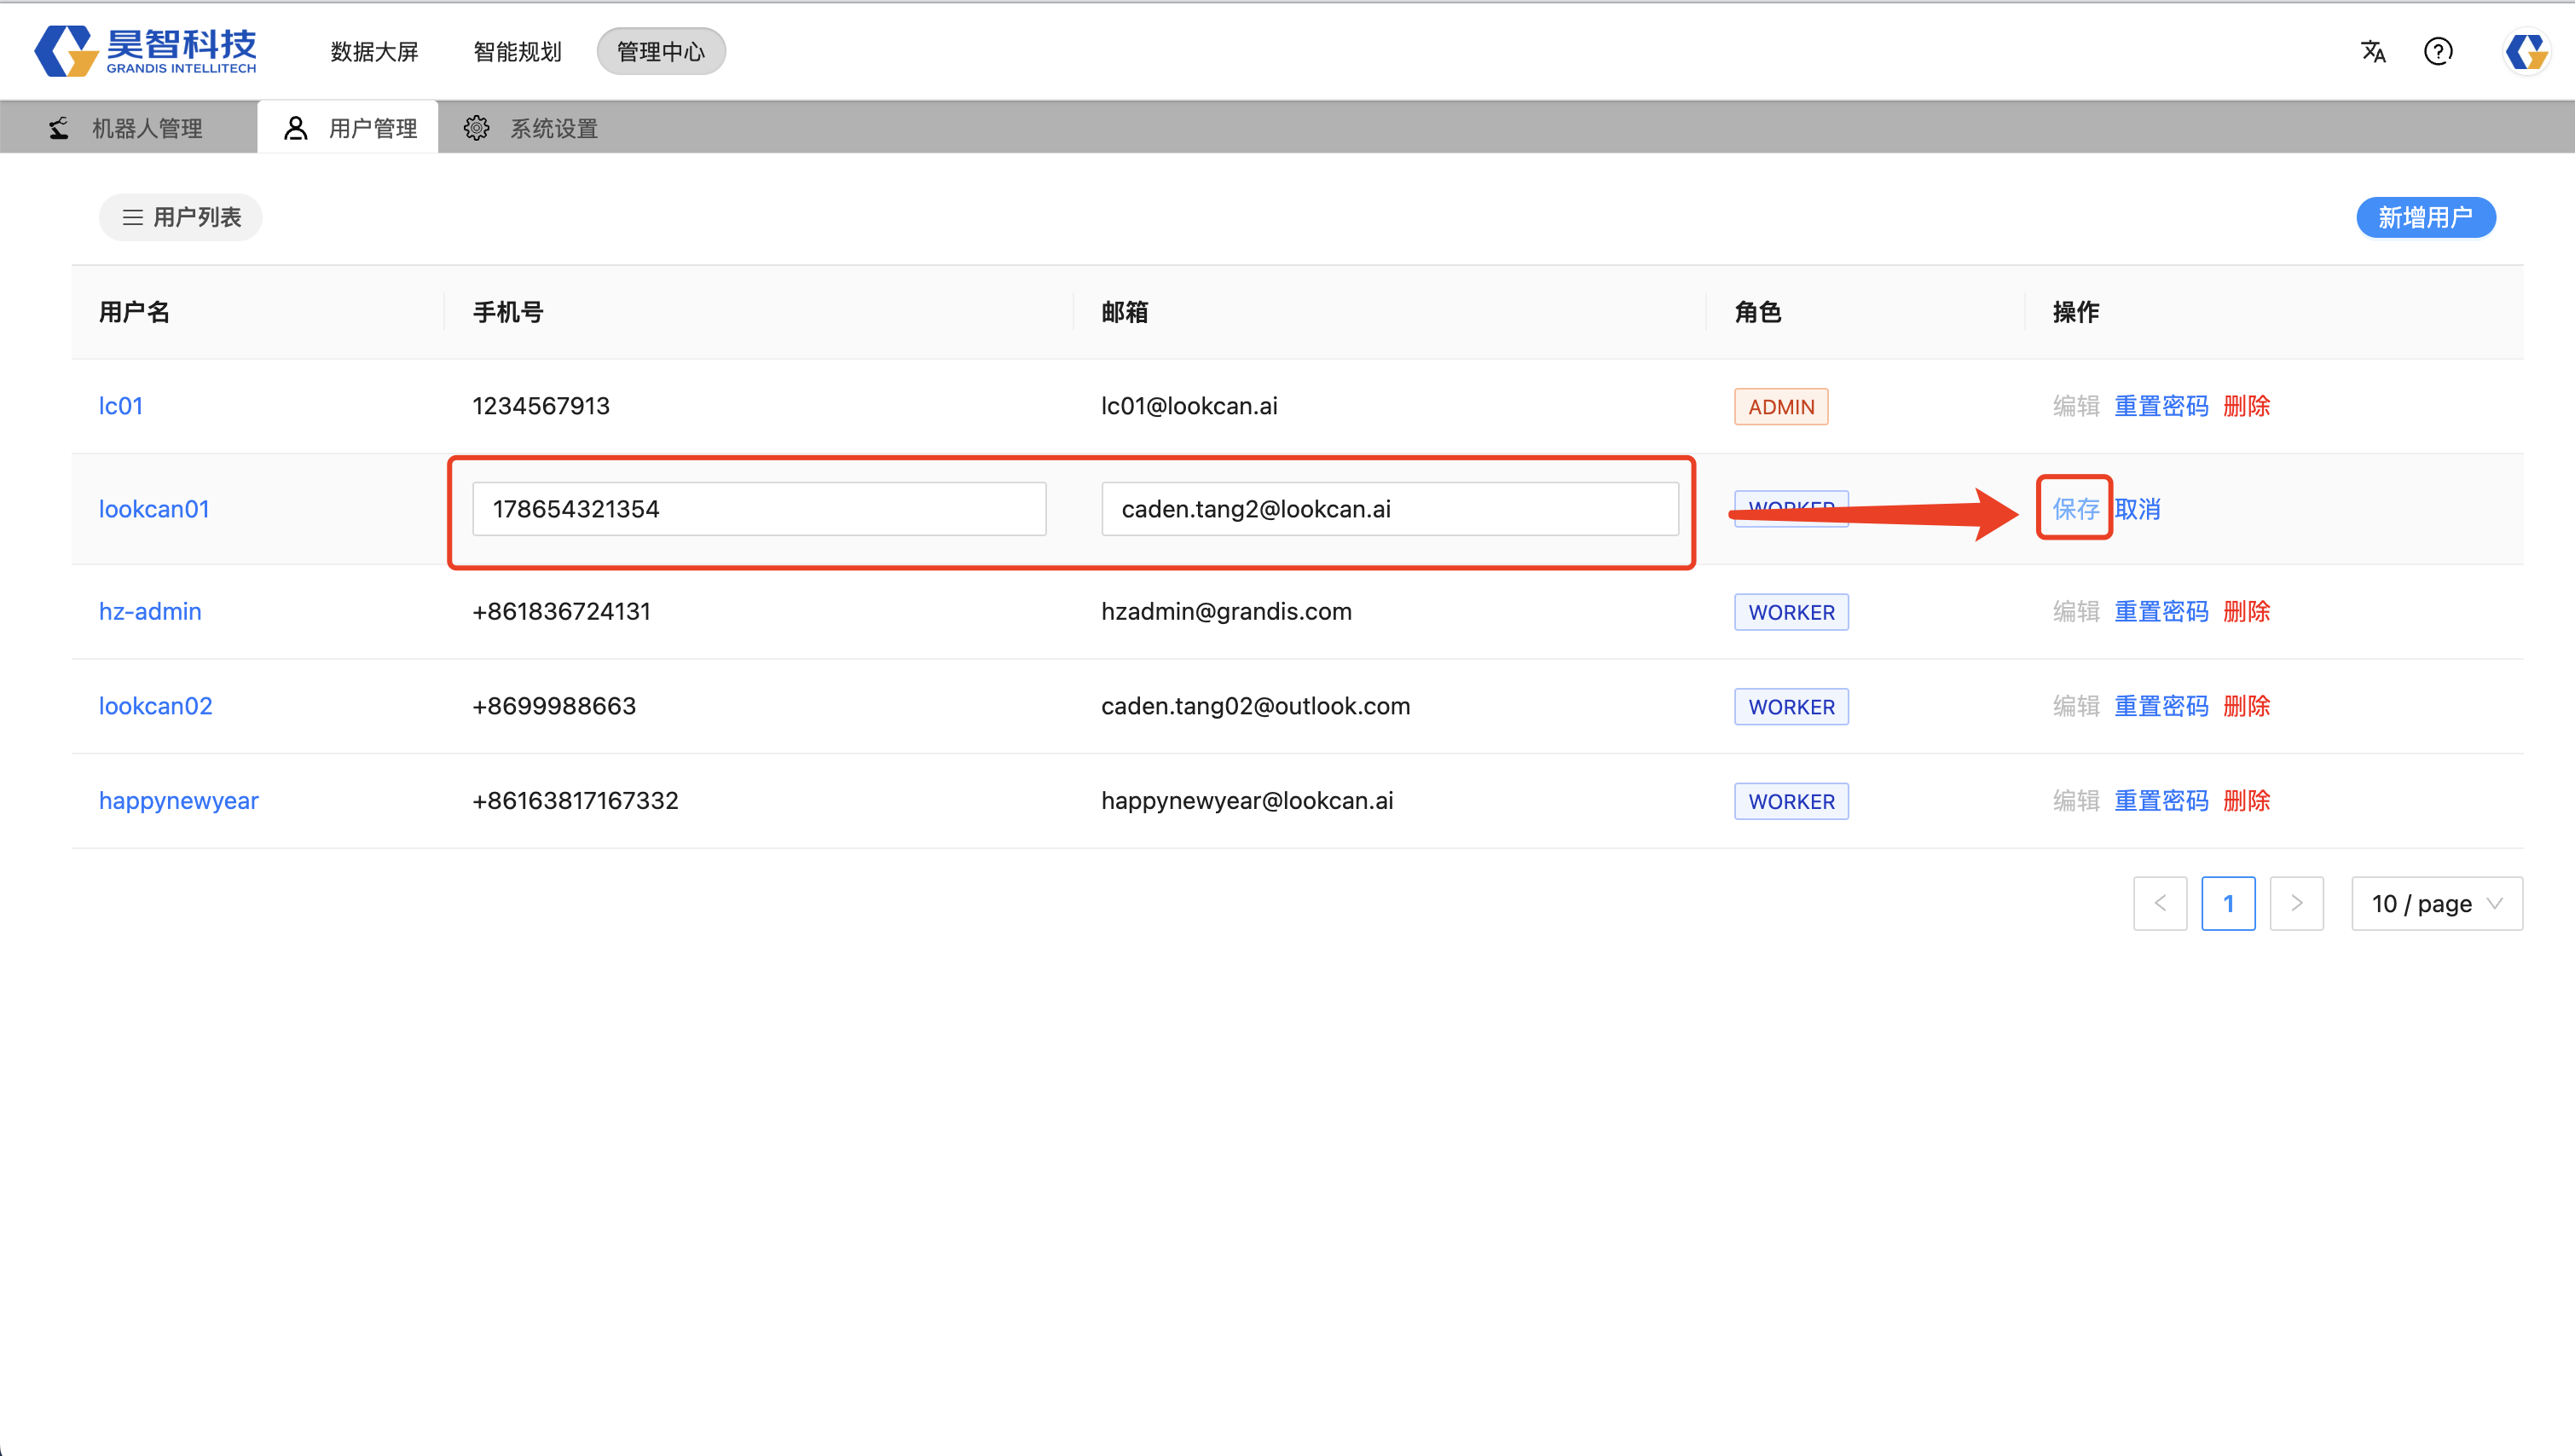 昊智科技
GRANDIS INTELLITECH
数据大屏 智能规划 管理中心
机器人管理 用户管理 系统设置
用户列表 新增用户
用户名 手机号 邮箱 角色 操作
lc01 1234567913 lc01@lookcan.ai ADMIN 编辑 重置密码 删除
lookcan01 178654321354 caden.tang2@lookcan.ai WORKER 保存 取消
hz-admin +861836724131 hzadmin@grandis.com WORKER 编辑 重置密码 删除
lookcan02 +8699988663 caden.tang02@outlook.com WORKER 编辑 重置密码 删除
happynewyear +86163817167332 happynewyear@lookcan.ai WORKER 编辑 重置密码 删除
< 1 > 10 / page